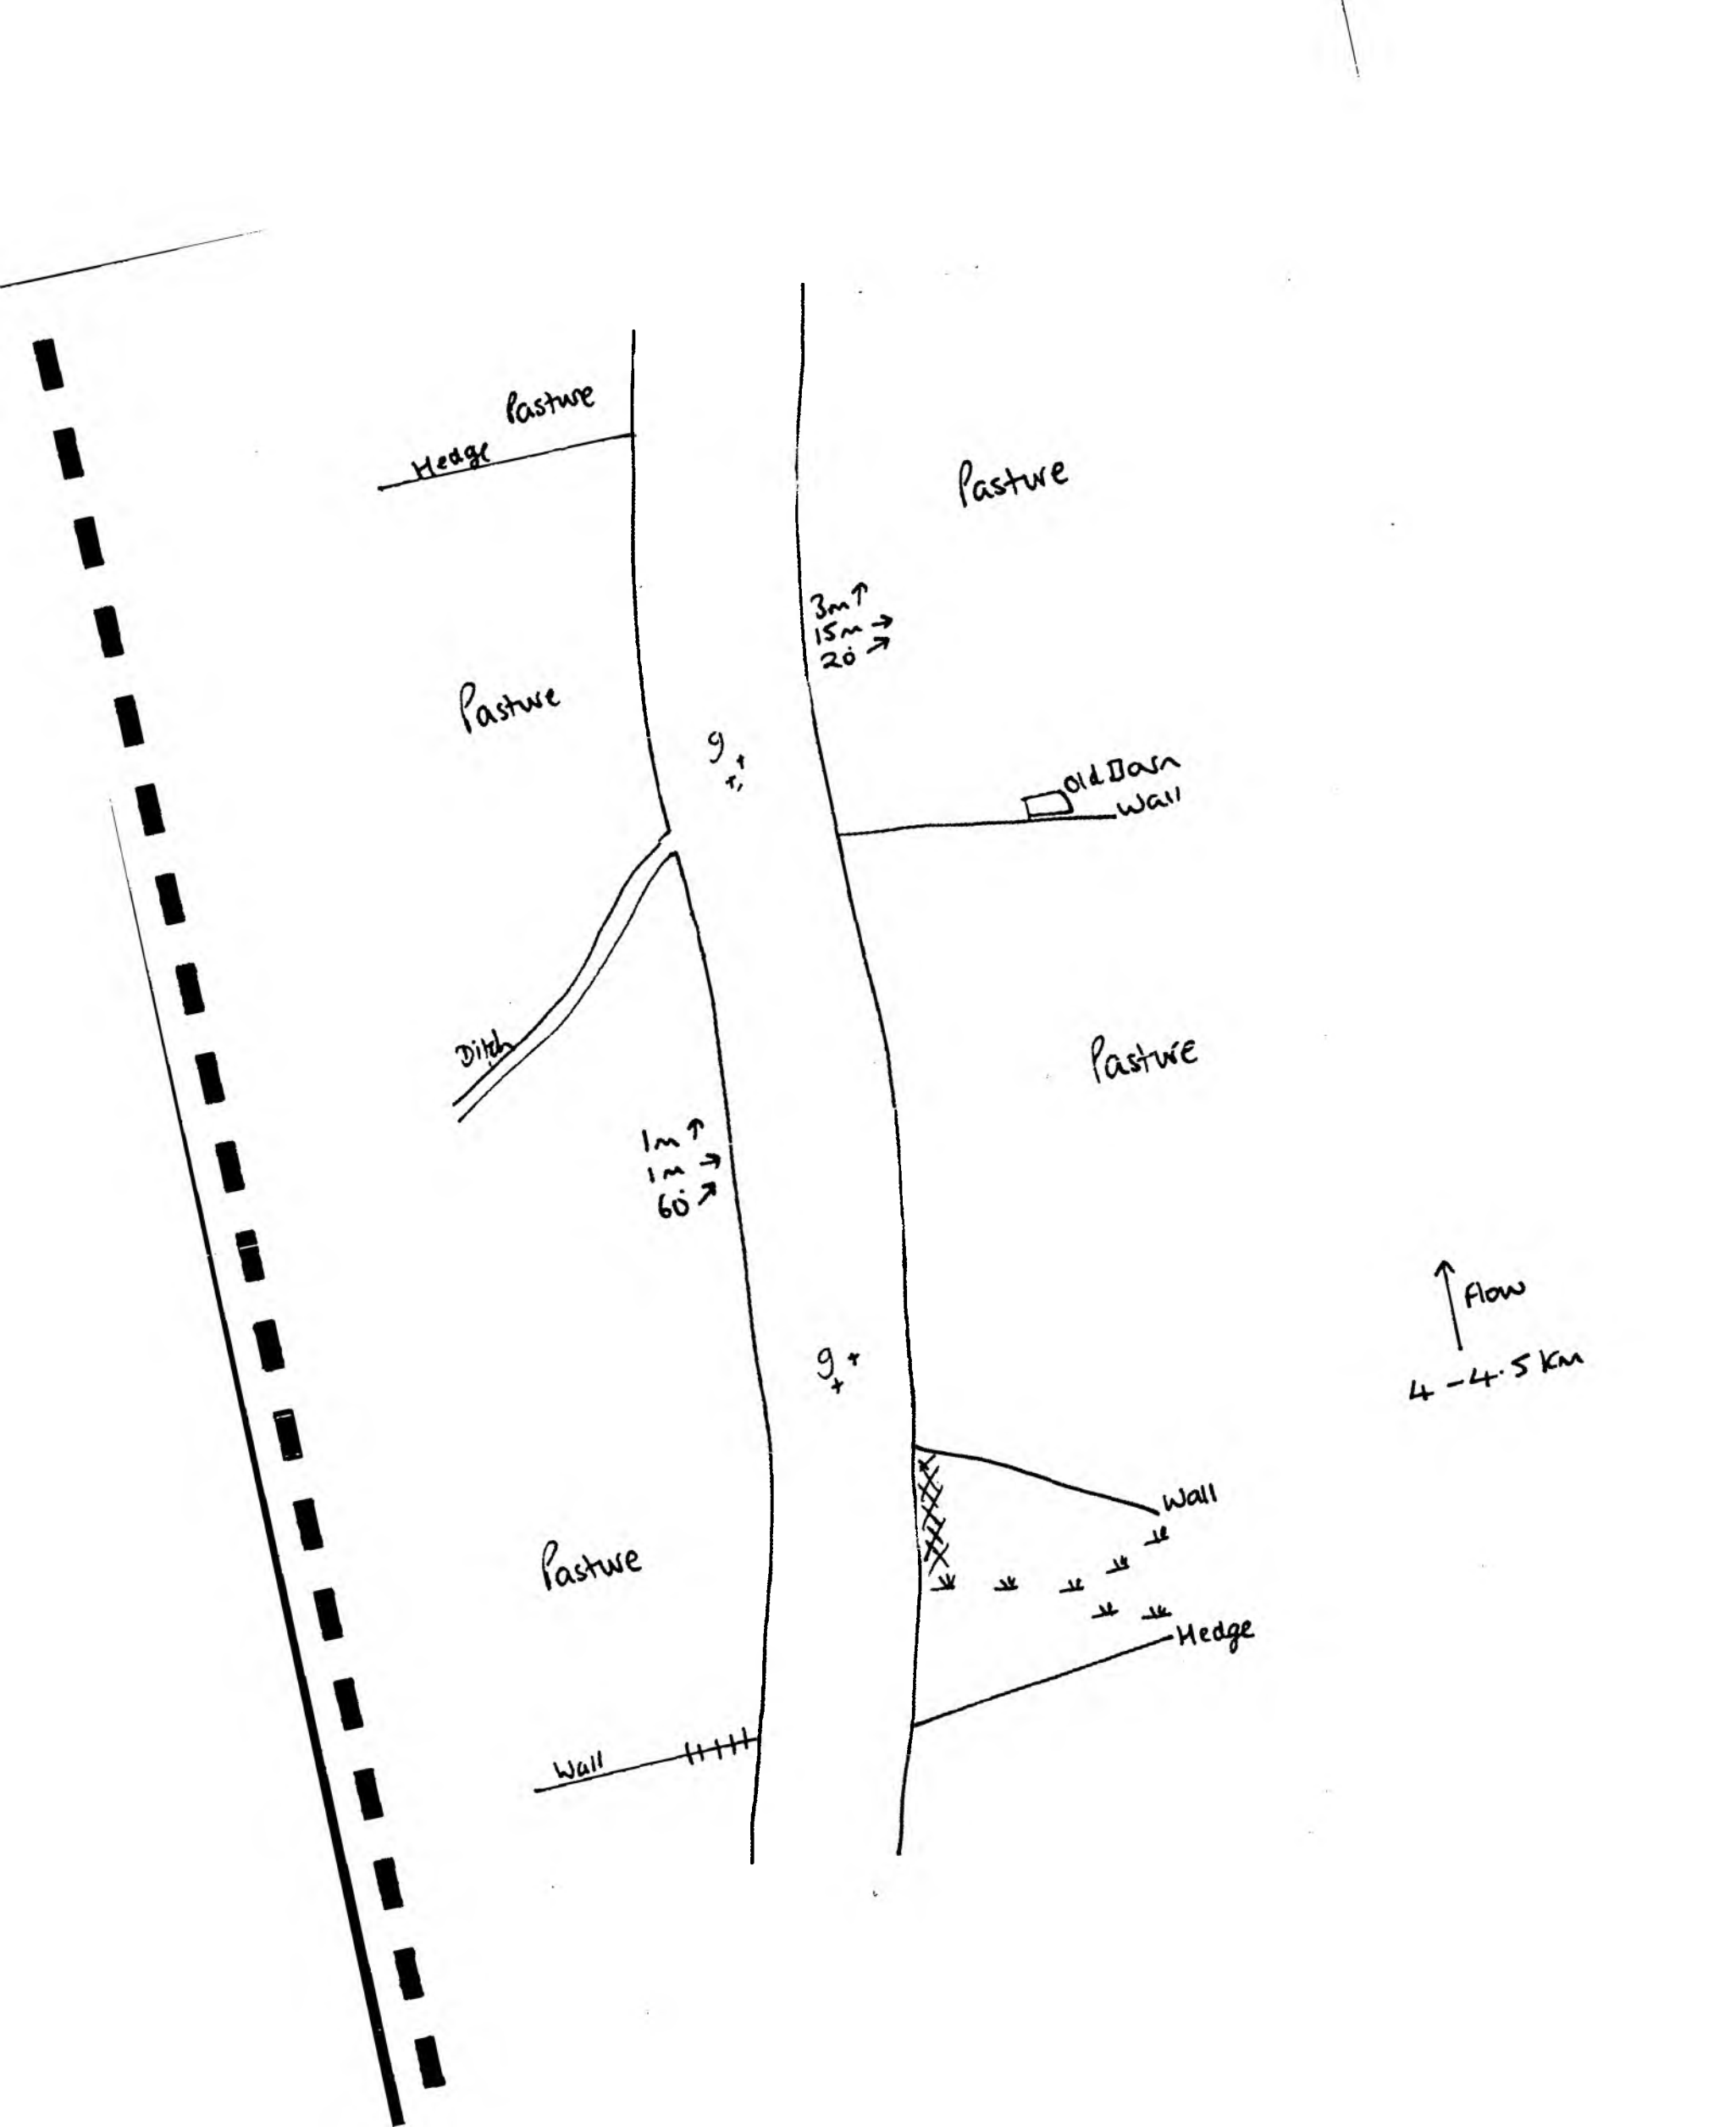 Pasture
Hedge
Pasture
3m↑
15m→
20°↗
Pasture
g
Old Barn
Wall
Ditch
Pasture
1m↑
1m→
60°↗
Flow
g
4-4.5 km
Wall
Pasture
Hedge
Wall